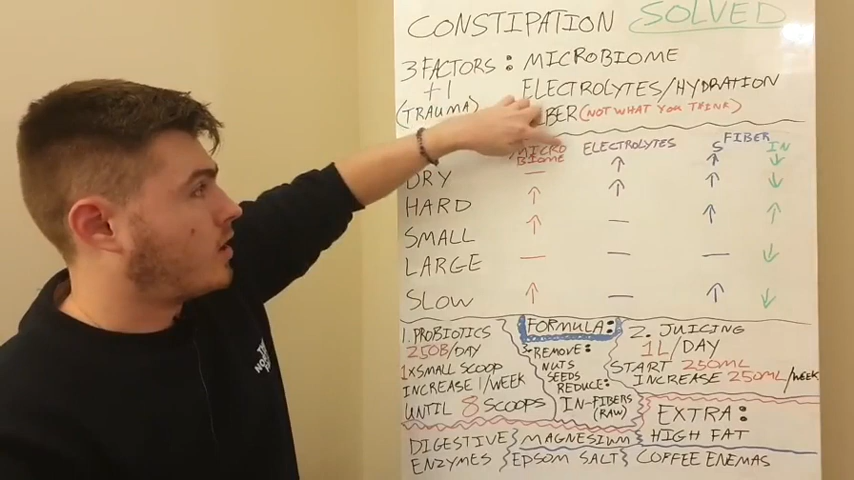 CONSTIPATION SOLVED
3 FACTORS: MICROBIOME
+1 ELECTROLYTES/HYDRATION
(TRAUMA) BER (NOT WHAT YOU THINK)
MICRO BIOME ELECTROLYTES S FIBER IN
DRY — ↑ ↑ ↓
HARD ↑ ↑ ↑ ↓
SMALL ↑ — ↑ ↑
LARGE — — — ↓
SLOW ↑ — ↑ ↓
FORMULA:
1. PROBIOTICS
250B/DAY
1 x SMALL SCOOP
INCREASE 1/WEEK
UNTIL 8 SCOOPS
3. REMOVE:
NUTS
SEEDS
REDUCE:
IN-FIBERS
(RAW)
2. JUICING
1L/DAY
START 250ML
INCREASE 250ML/WEEK
EXTRA:
HIGH FAT
DIGESTIVE
ENZYMES
MAGNESIUM
EPSOM SALT
COFFEE ENEMAS